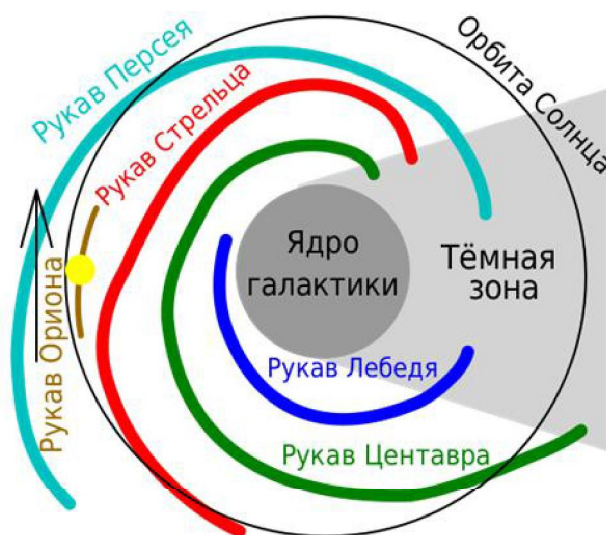 Рукав Персея
Орбита Солнца
Рукав Стрельца
Ядро
галактики
Тёмная
зона
Рукав Ориона
Рукав Лебедя
Рукав Центавра